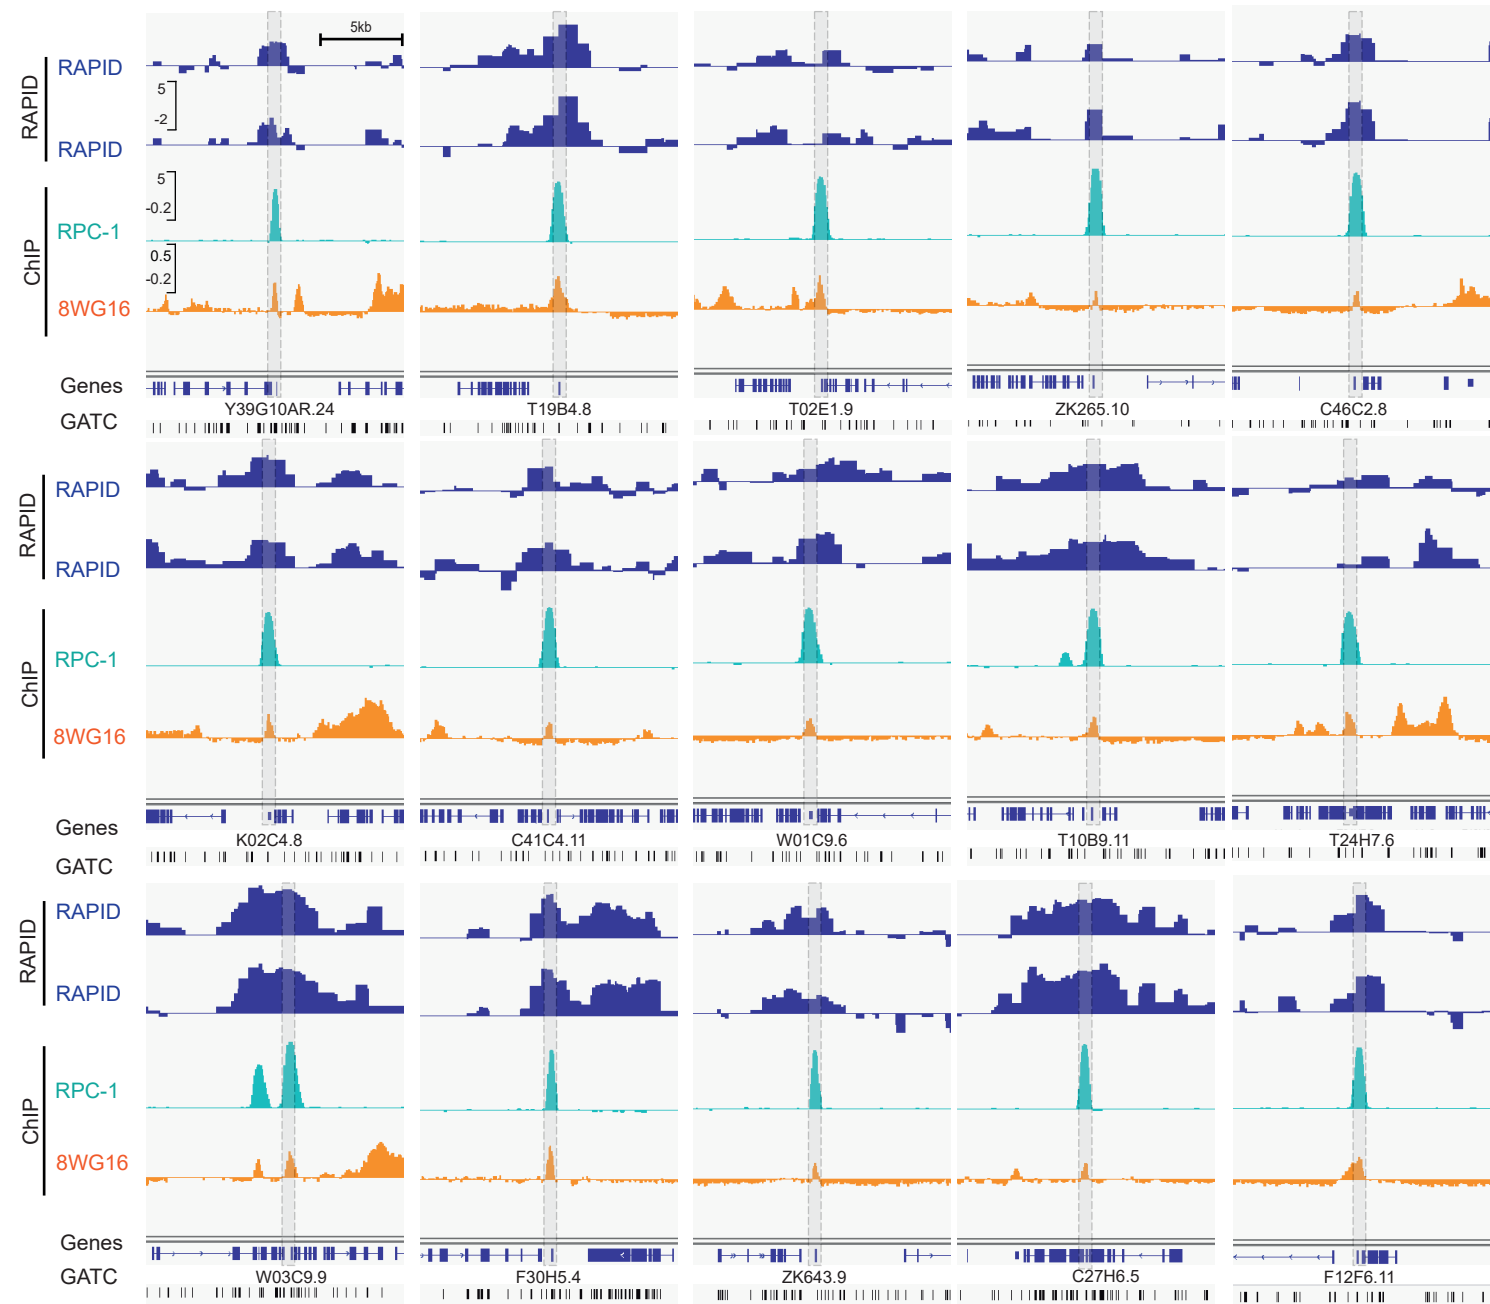 5kb
RAPID
RAPID
5
-2
RAPID
5
-0.2
ChIP
RPC-1
0.5
-0.2
8WG16
Genes
Y39G10AR.24 T19B4.8 T02E1.9 ZK265.10 C46C2.8
GATC
RAPID
RAPID
RAPID
ChIP
RPC-1
8WG16
Genes
K02C4.8 C41C4.11 W01C9.6 T10B9.11 T24H7.6
GATC
RAPID
RAPID
RAPID
ChIP
RPC-1
8WG16
Genes
W03C9.9 F30H5.4 ZK643.9 C27H6.5 F12F6.11
GATC